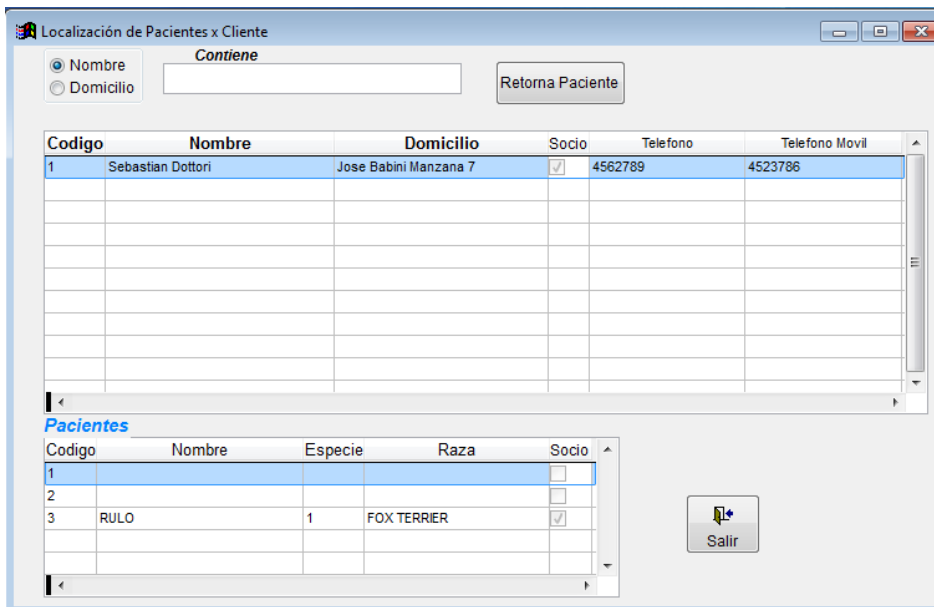 Localización de Pacientes x Cliente
Nombre
Contiene
Domicilio
Retorna Paciente
Codigo Nombre Domicilio Socio Telefono Telefono Movil
1 Sebastian Dottori Jose Babini Manzana 7 4562789 4523786
Pacientes
Codigo Nombre Especie Raza Socio
1
2
3 RULO 1 FOX TERRIER
Salir